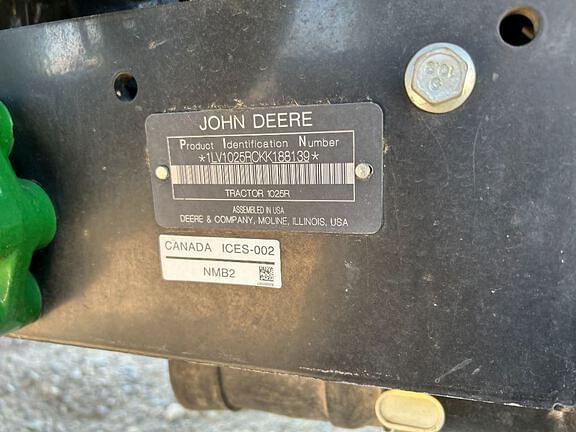 JOHN DEERE
Product Identification Number
*1LV1025RCKK188139*
TRACTOR 1025R
ASSEMBLED IN USA
DEERE & COMPANY, MOLINE, ILLINOIS, USA
CANADA ICES-002
NMB2